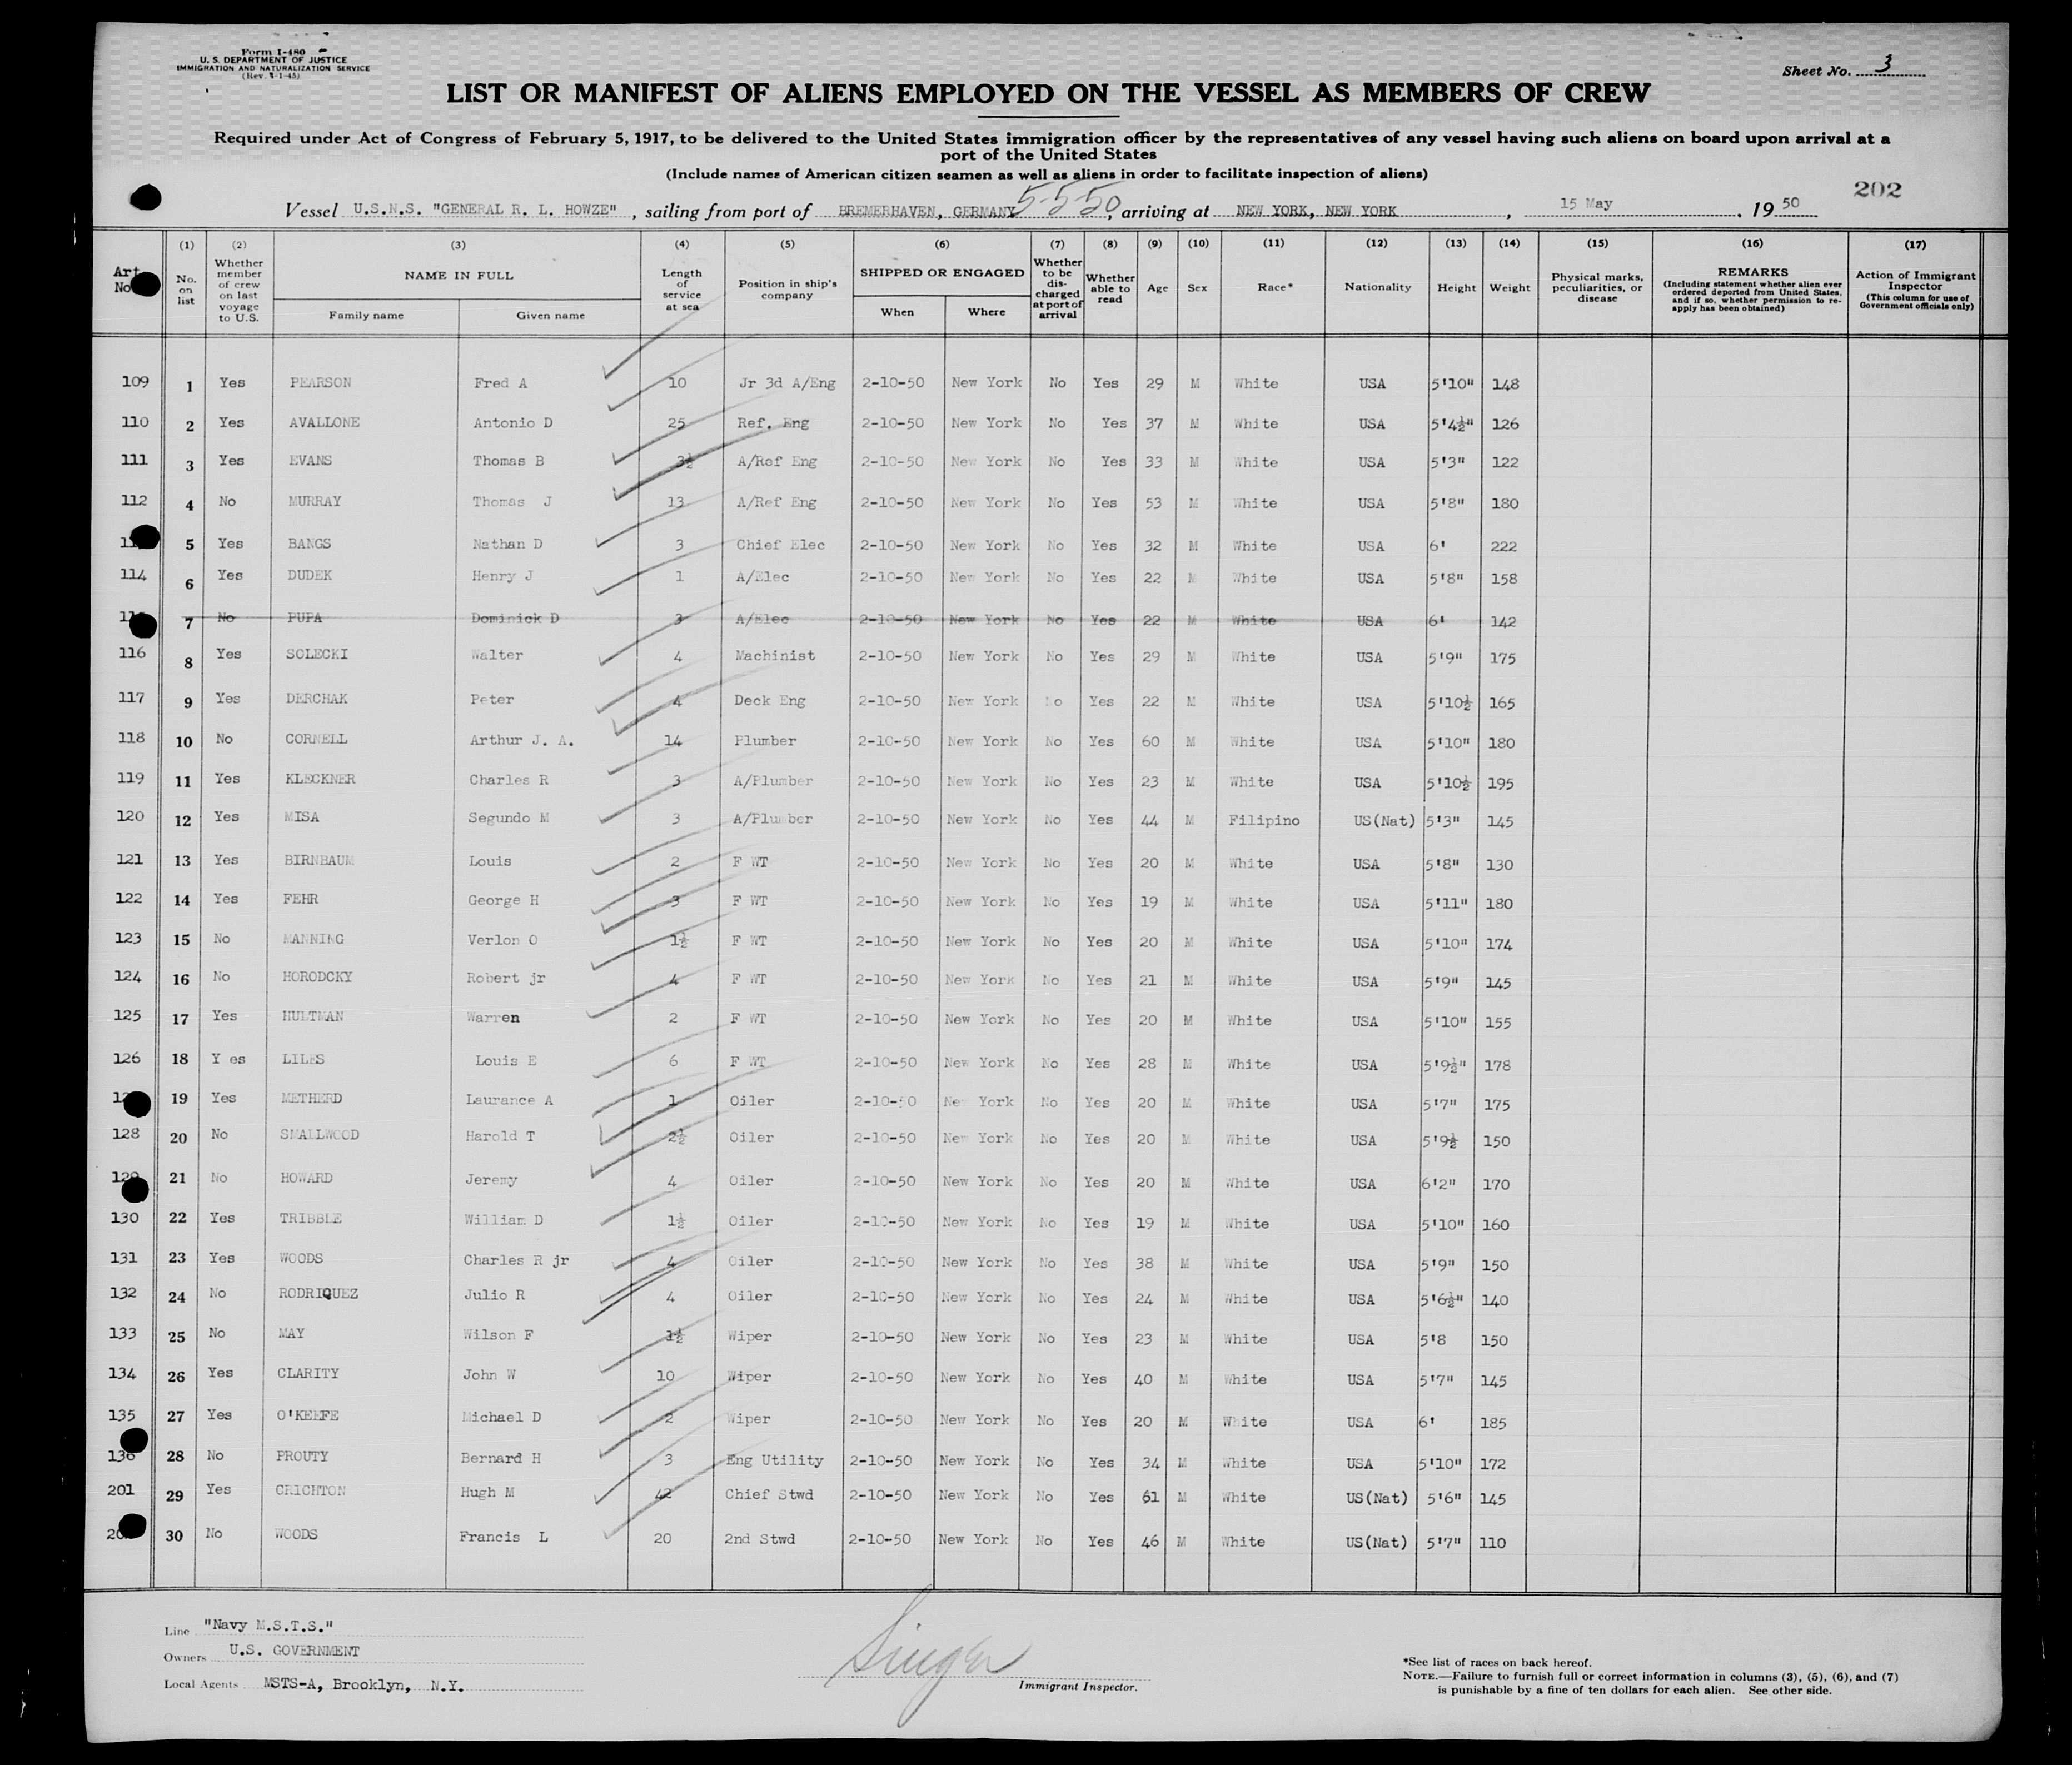 Form I-480
U. S. DEPARTMENT OF JUSTICE
IMMIGRATION AND NATURALIZATION SERVICE
(Rev. 4-1-45)
Sheet No. 3
LIST OR MANIFEST OF ALIENS EMPLOYED ON THE VESSEL AS MEMBERS OF CREW
Required under Act of Congress of February 5, 1917, to be delivered to the United States immigration officer by the representatives of any vessel having such aliens on board upon arrival at a
port of the United States
(Include names of American citizen seamen as well as aliens in order to facilitate inspection of aliens)
202
Vessel U.S.N.S. "GENERAL R. L. HOWZE", sailing from port of BREMERHAVEN, GERMANY 5-5-50, arriving at NEW YORK, NEW YORK, 15 May, 19 50
Art No (1) No. on list (2) Whether member of crew on last voyage to U.S. (3) NAME IN FULL Family name Given name (4) Length of service at sea (5) Position in ship's company (6) SHIPPED OR ENGAGED When Where (7) Whether to be discharged at port of arrival (8) Whether able to read (9) Age (10) Sex (11) Race* (12) Nationality (13) Height (14) Weight (15) Physical marks, peculiarities, or disease (16) REMARKS (Including statement whether alien ever ordered deported from United States, and if so, whether permission to reapply has been obtained) (17) Action of Immigrant Inspector (This column for use of Government officials only)
109 1 Yes PEARSON Fred A 10 Jr 3d A/Eng 2-10-50 New York No Yes 29 M White USA 5'10" 148
110 2 Yes AVALLONE Antonio D 25 Ref. Eng 2-10-50 New York No Yes 37 M White USA 5'4½" 126
111 3 Yes EVANS Thomas B 3½ A/Ref Eng 2-10-50 New York No Yes 33 M White USA 5'3" 122
112 4 No MURRAY Thomas J 13 A/Ref Eng 2-10-50 New York No Yes 53 M White USA 5'8" 180
5 Yes BANGS Nathan D 3 Chief Elec 2-10-50 New York No Yes 32 M White USA 6' 222
114 6 Yes DUDEK Henry J 1 A/Elec 2-10-50 New York No Yes 22 M White USA 5'8" 158
7 No PUPA Dominick D 3 A/Elec 2-10-50 New York No Yes 22 M White USA 6' 142
116 8 Yes SOLECKI Walter 4 Machinist 2-10-50 New York No Yes 29 M White USA 5'9" 175
117 9 Yes DERCHAK Peter 4 Deck Eng 2-10-50 New York No Yes 22 M White USA 5'10½ 165
118 10 No CORNELL Arthur J. A. 14 Plumber 2-10-50 New York No Yes 60 M White USA 5'10" 180
119 11 Yes KLECKNER Charles R 3 A/Plumber 2-10-50 New York No Yes 23 M White USA 5'10½ 195
120 12 Yes MISA Segundo M 3 A/Plumber 2-10-50 New York No Yes 44 M Filipino US(Nat) 5'3" 145
121 13 Yes BIRNBAUM Louis 2 F WT 2-10-50 New York No Yes 20 M White USA 5'8" 130
122 14 Yes FEHR George H 3 F WT 2-10-50 New York No Yes 19 M White USA 5'11" 180
123 15 No MANNING Verlon O 1½ F WT 2-10-50 New York No Yes 20 M White USA 5'10" 174
124 16 No HORODCKY Robert jr 4 F WT 2-10-50 New York No Yes 21 M White USA 5'9" 145
125 17 Yes HULTMAN Warren 2 F WT 2-10-50 New York No Yes 20 M White USA 5'10" 155
126 18 Y es LILES Louis E 6 F WT 2-10-50 New York No Yes 28 M White USA 5'9½" 178
19 Yes METHERD Laurance A 1 Oiler 2-10-50 New York No Yes 20 M White USA 5'7" 175
128 20 No SMALLWOOD Harold T 2½ Oiler 2-10-50 New York No Yes 20 M White USA 5'9½ 150
129 21 No HOWARD Jeremy 4 Oiler 2-10-50 New York No Yes 20 M White USA 6'2" 170
130 22 Yes TRIBBLE William D 1½ Oiler 2-10-50 New York No Yes 19 M White USA 5'10" 160
131 23 Yes WOODS Charles R jr 4 Oiler 2-10-50 New York No Yes 38 M White USA 5'9" 150
132 24 No RODRIQUEZ Julio R 4 Oiler 2-10-50 New York No Yes 24 M White USA 5'6½" 140
133 25 No MAY Wilson F 1½ Wiper 2-10-50 New York No Yes 23 M White USA 5'8 150
134 26 Yes CLARITY John W 10 Wiper 2-10-50 New York No Yes 40 M White USA 5'7" 145
135 27 Yes O'KEEFE Michael D 2 Wiper 2-10-50 New York No Yes 20 M White USA 6' 185
136 28 No PROUTY Bernard H 3 Eng Utility 2-10-50 New York No Yes 34 M White USA 5'10" 172
201 29 Yes CRICHTON Hugh M 42 Chief Stwd 2-10-50 New York No Yes 61 M White US(Nat) 5'6" 145
30 No WOODS Francis L 20 2nd Stwd 2-10-50 New York No Yes 46 M White US(Nat) 5'7" 110
Line "Navy M.S.T.S."
Owners U.S. GOVERNMENT
Local Agents MSTS-A, Brooklyn, N.Y.
Singer
Immigrant Inspector.
*See list of races on back hereof.
NOTE.—Failure to furnish full or correct information in columns (3), (5), (6), and (7)
is punishable by a fine of ten dollars for each alien. See other side.